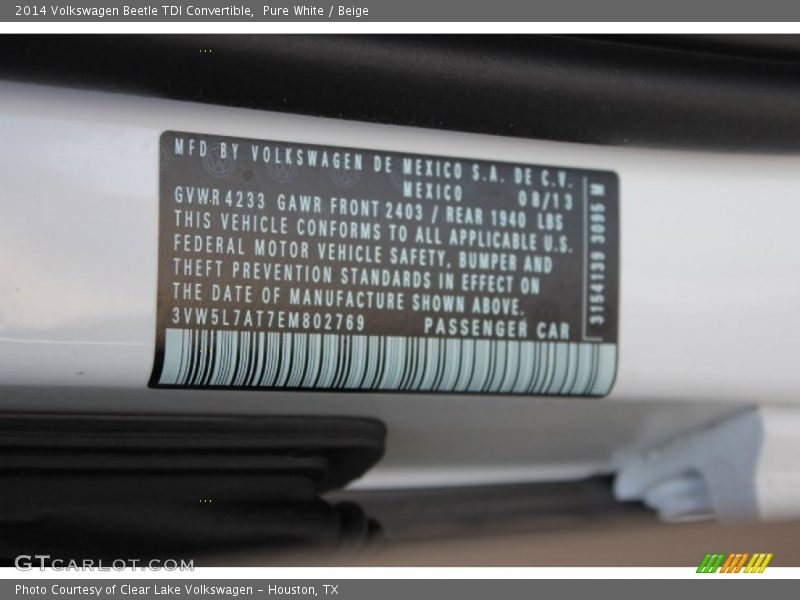 2014 Volkswagen Beetle TDI Convertible, Pure White / Beige
MFD BY VOLKSWAGEN DE MEXICO S.A. DE C.V.
MEXICO 08/13
GVWR 4233 GAWR FRONT 2403 / REAR 1940 LBS
THIS VEHICLE CONFORMS TO ALL APPLICABLE U.S.
FEDERAL MOTOR VEHICLE SAFETY, BUMPER AND
THEFT PREVENTION STANDARDS IN EFFECT ON
THE DATE OF MANUFACTURE SHOWN ABOVE.
3VW5L7AT7EM802769 PASSENGER CAR
3164139 3095 M
GTCARLOT.COM
Photo Courtesy of Clear Lake Volkswagen – Houston, TX